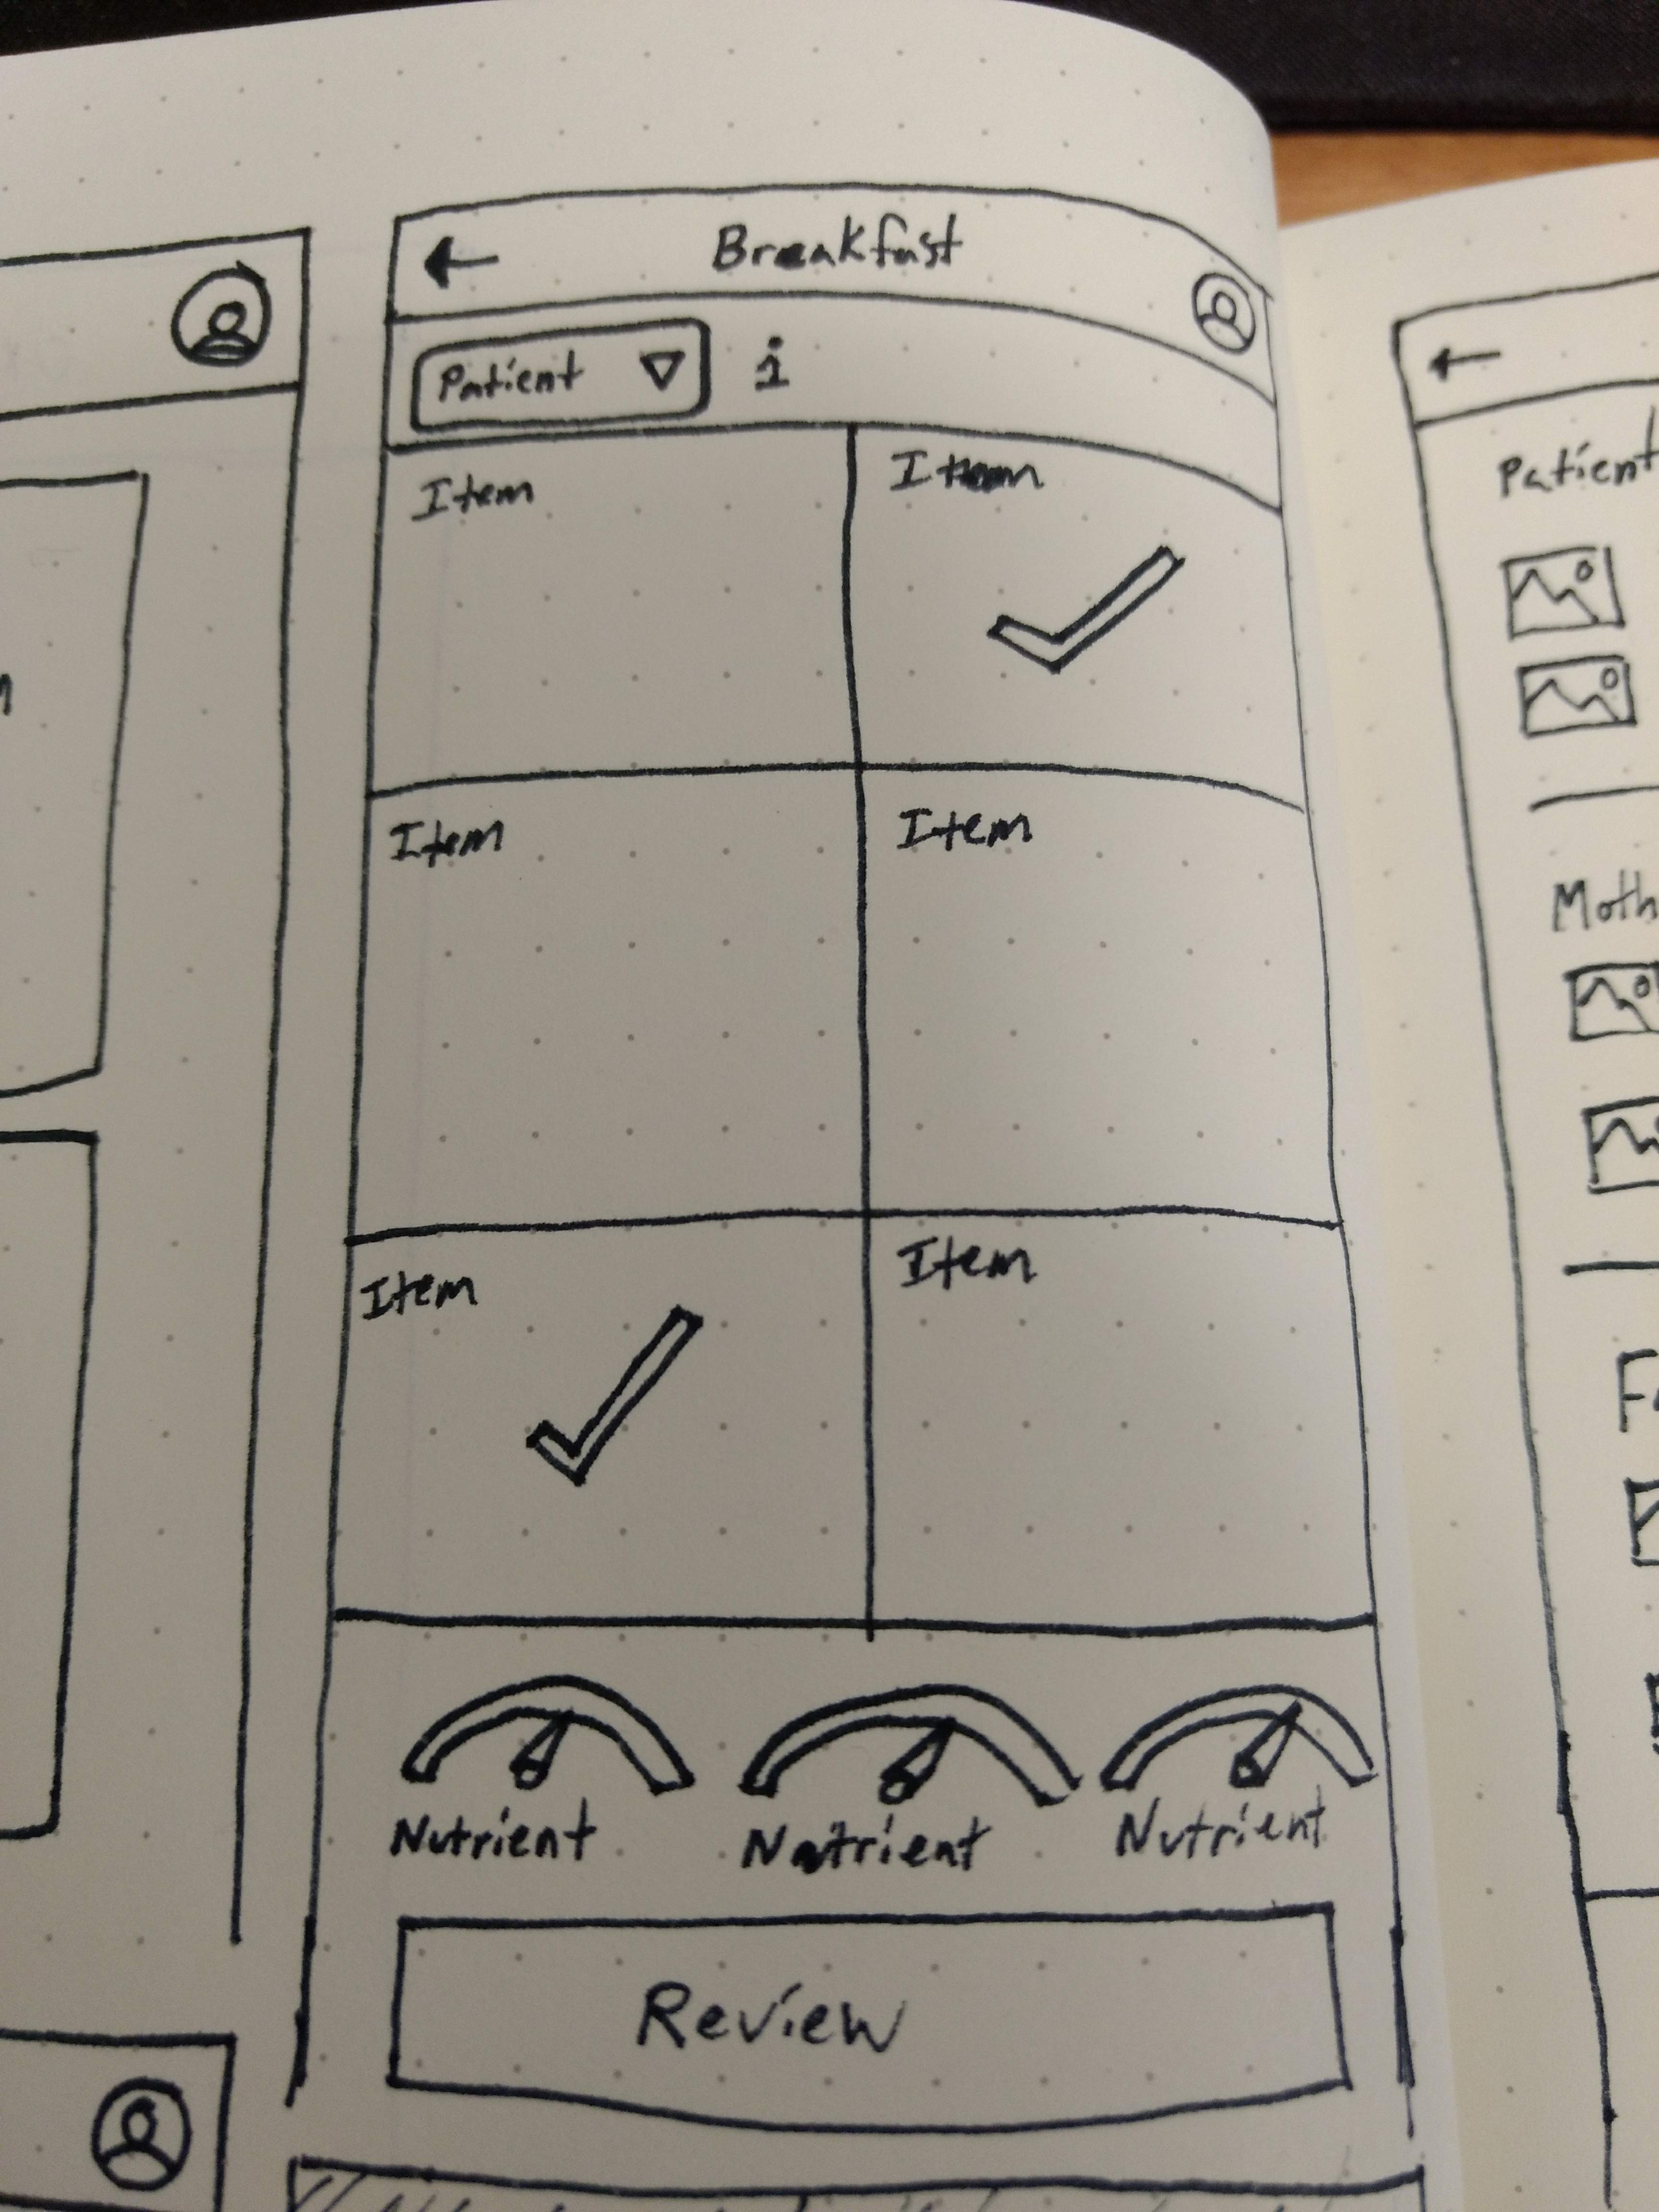 Breakfast
Patient i
Item Item
Item Item
Item Item
Nutrient Nutrient Nutrient
Review
Patient
Moth